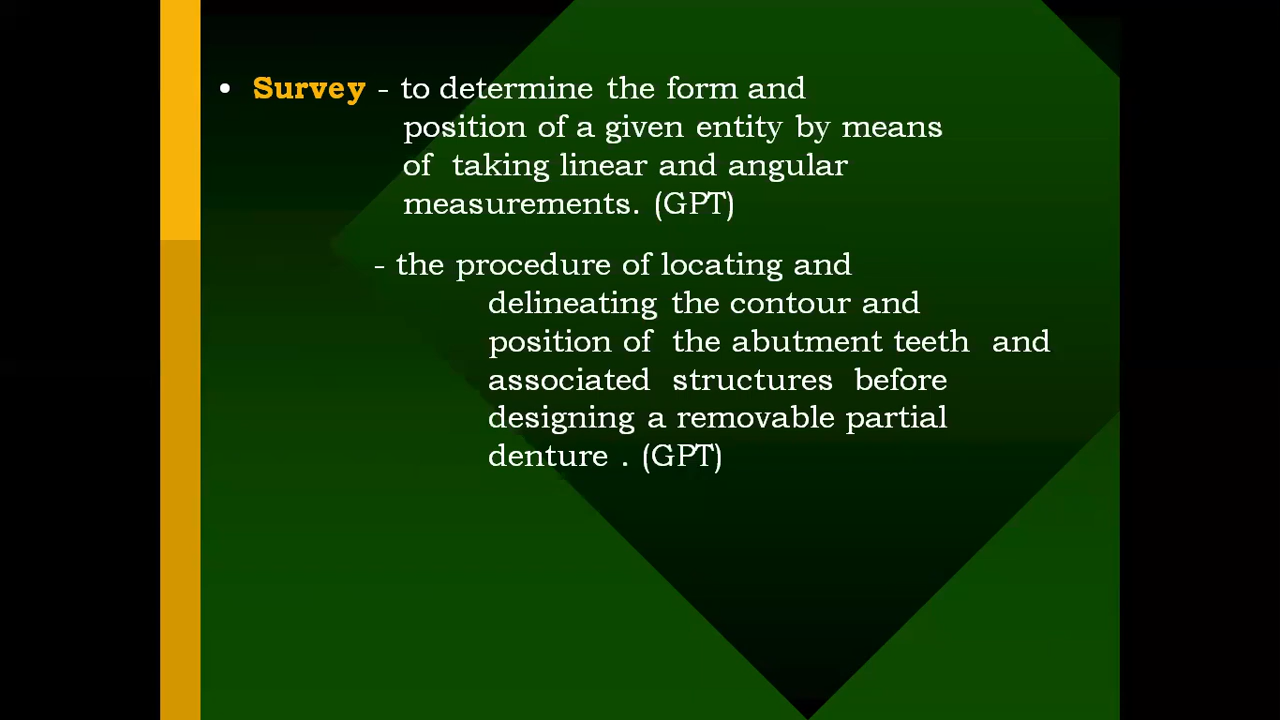 • Survey - to determine the form and
position of a given entity by means
of taking linear and angular
measurements. (GPT)
- the procedure of locating and
delineating the contour and
position of the abutment teeth and
associated structures before
designing a removable partial
denture . (GPT)